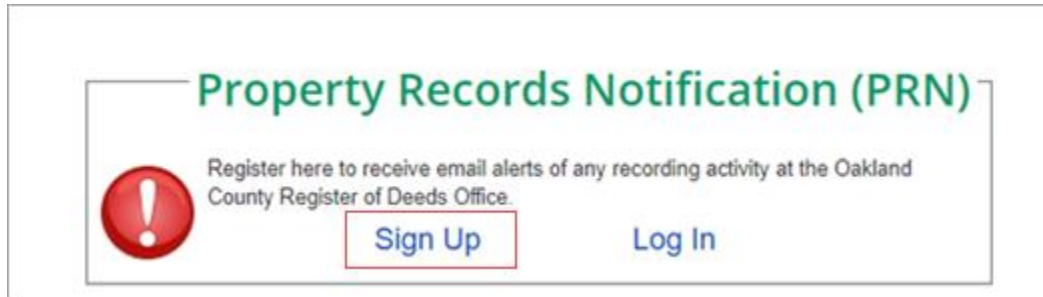 Property Records Notification (PRN)
Register here to receive email alerts of any recording activity at the Oakland
County Register of Deeds Office.
Sign Up Log In